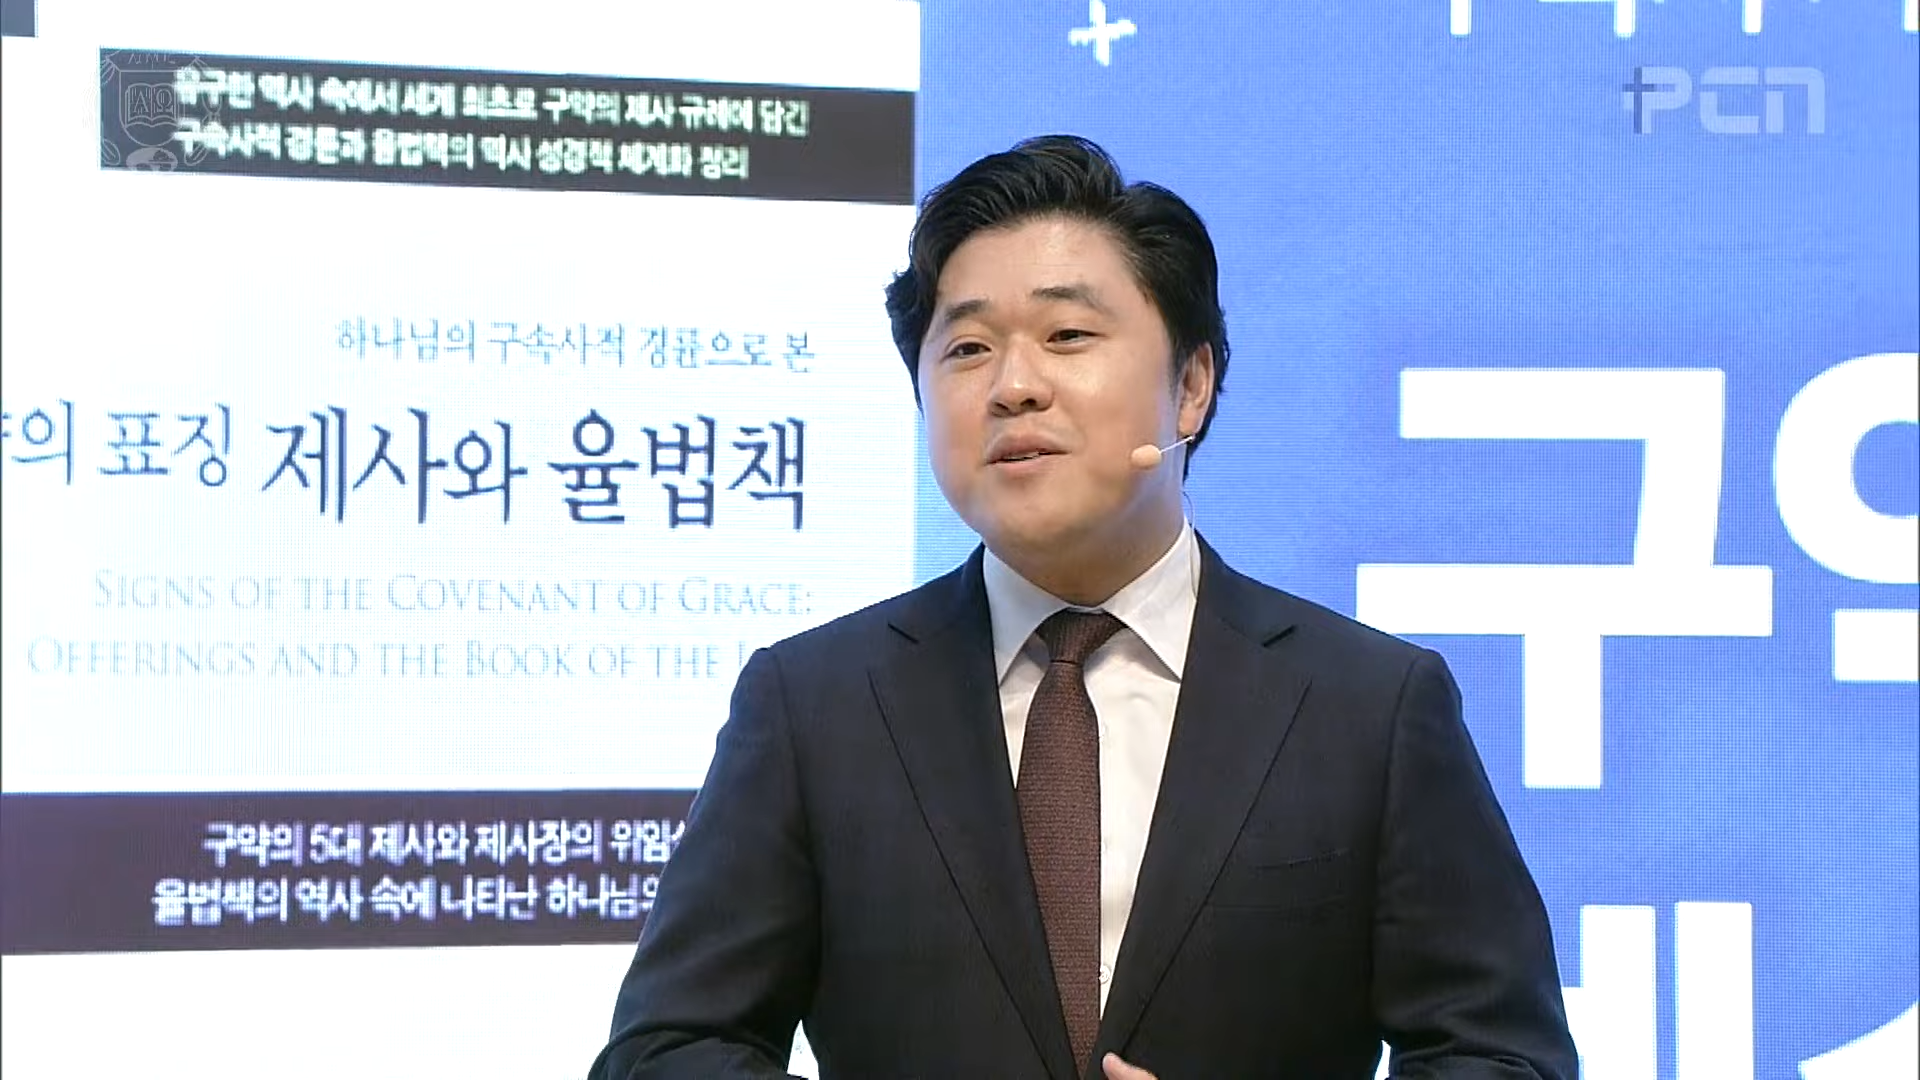 유구한 역사 속에서 세계 최초로 구약의 제사 규례에 담긴
구속사적 경륜과 율법책의 역사 성경적 체계화 정리
PCN
하나님의 구속사적 경륜으로 본
의 표징 제사와 율법책
SIGNS OF THE COVENANT OF GRACE:
OFFERINGS AND THE BOOK OF THE
구약의 5대 제사와 제사장의
율법책의 역사 속에 나타난 하나님의
구